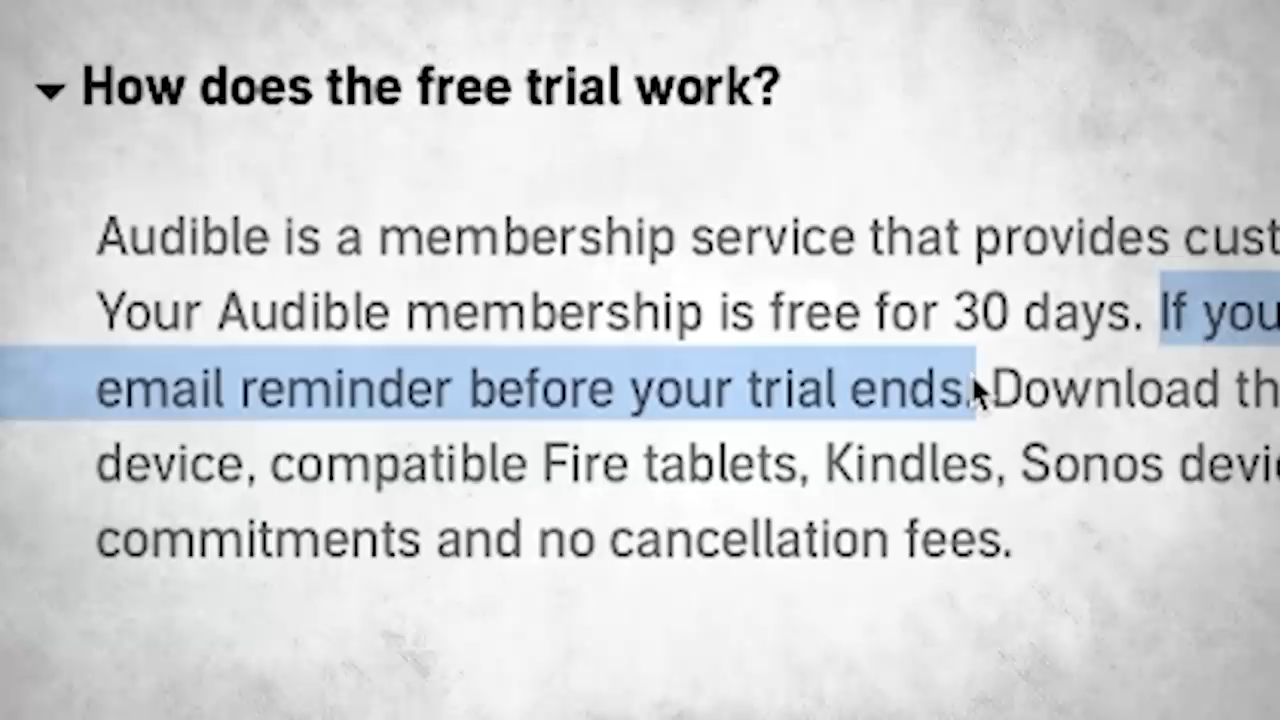 How does the free trial work?
Audible is a membership service that provides cust
Your Audible membership is free for 30 days. If you
email reminder before your trial ends. Download th
device, compatible Fire tablets, Kindles, Sonos devic
commitments and no cancellation fees.